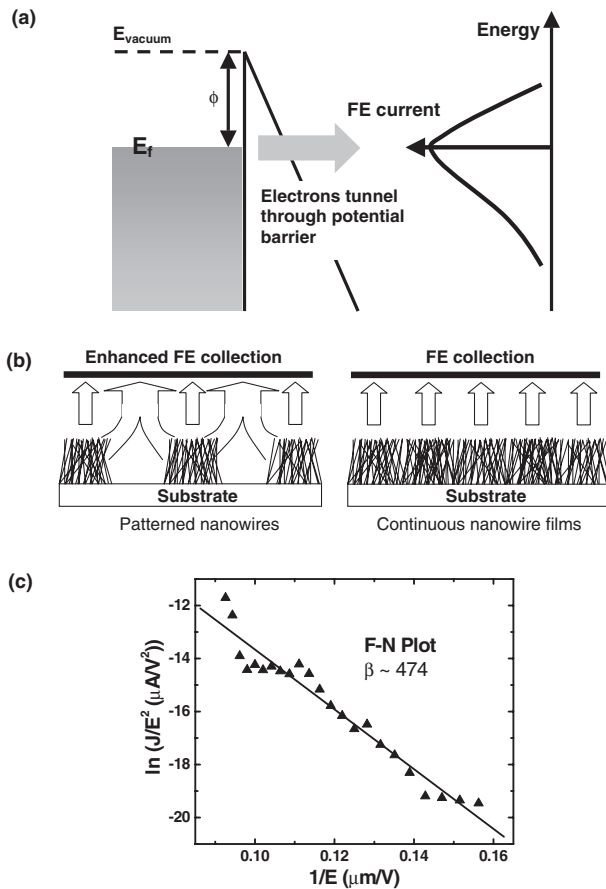 (a)
E_vacuum
Energy
ϕ
FE current
E_f
Electrons tunnel
through potential
barrier
(b)
Enhanced FE collection
FE collection
Substrate
Substrate
Patterned nanowires
Continuous nanowire films
(c)
-12
-14
-16
-18
-20
ln (J/E² (μA/V²))
F-N Plot
β ~ 474
0.10
0.12
0.14
0.16
1/E (μm/V)